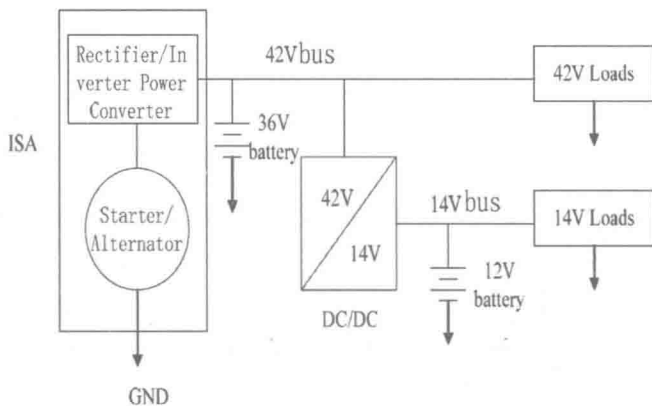 Rectifier/In
verter Power
Converter
42Vbus
42V Loads
ISA
36V
battery
Starter/
Alternator
42V
14V
14Vbus
14V Loads
12V
battery
DC/DC
GND